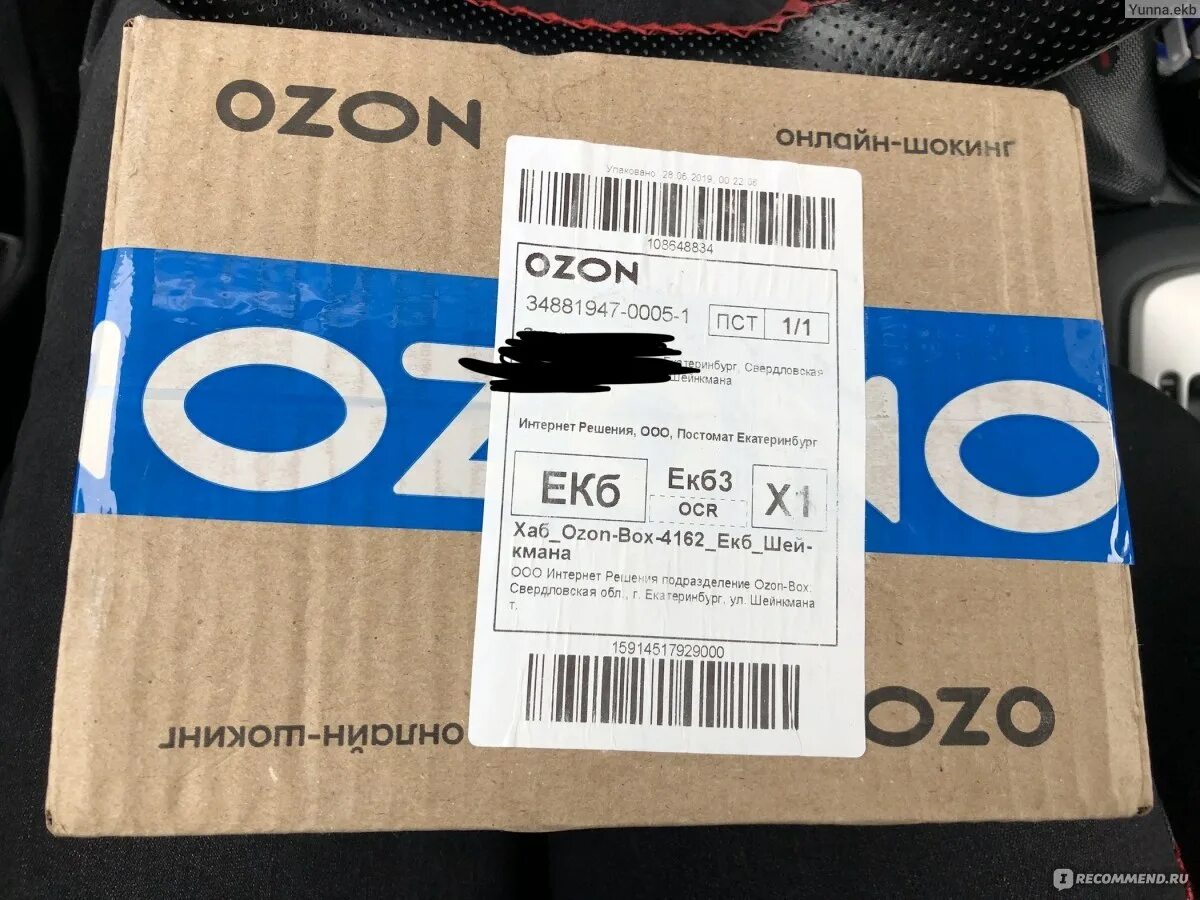 Yunna.ekb
OZON
онлайн-шокинг
Упаковано: 28.06.2019, 00:22:06
108648834
OZON
34881947-0005-1
ПСТ 1/1
Екатеринбург, Свердловская
Шейнкмана
Интернет Решения, ООО, Постомат Екатеринбург
ЕКб
Екб3
OCR
X1
Хаб_Ozon-Box-4162_Екб_Шей-
кмана
ООО Интернет Решения подразделение Ozon-Box,
Свердловская обл., г. Екатеринбург, ул. Шейнкмана
т.
15914517929000
OZ
O
онлайн-шокинг
OZO
IRECOMMEND.RU